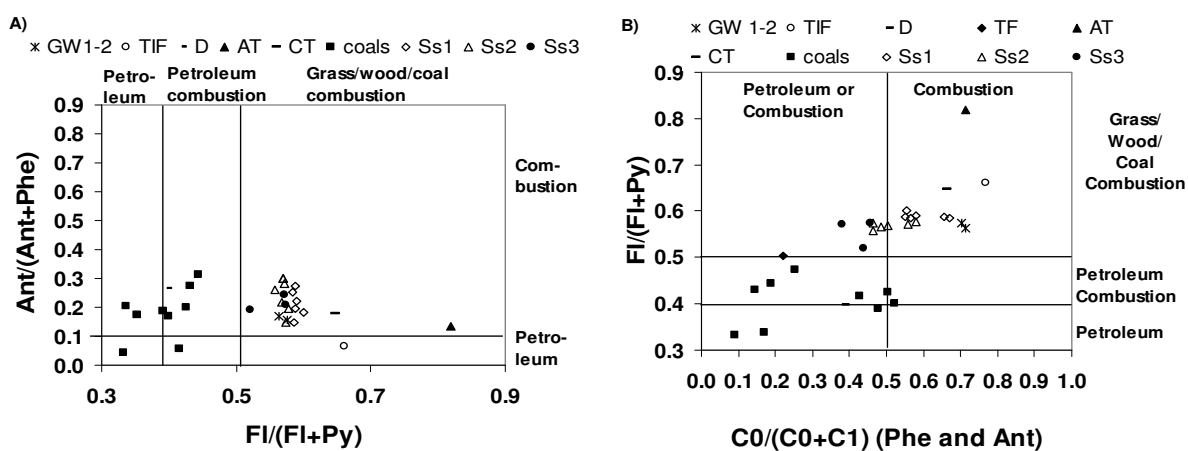 A)
GW1-2 TIF D AT CT coals Ss1 Ss2 Ss3
Petro-
leum
Petroleum
combustion
Grass/wood/coal
combustion
Ant/(Ant+Phe)
0.9
0.8
0.7
0.6
0.5
0.4
0.3
0.2
0.1
0.0
Com-
bustion
Petro-
leum
0.3 0.5 0.7 0.9
Fl/(Fl+Py)
B)
GW 1-2 TIF D TF AT
CT coals Ss1 Ss2 Ss3
Fl/(Fl+Py)
0.9
0.8
0.7
0.6
0.5
0.4
0.3
Petroleum or
Combustion
Combustion
Grass/
Wood/
Coal
Combustion
Petroleum
Combustion
Petroleum
0.0 0.1 0.2 0.3 0.4 0.5 0.6 0.7 0.8 0.9 1.0
C0/(C0+C1) (Phe and Ant)